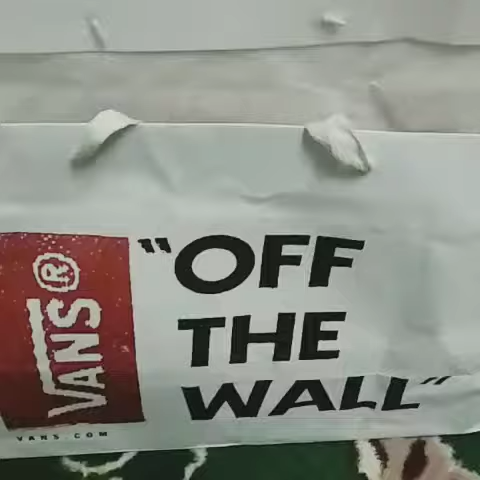 VANS®
"OFF
THE
WALL"
VANS.COM